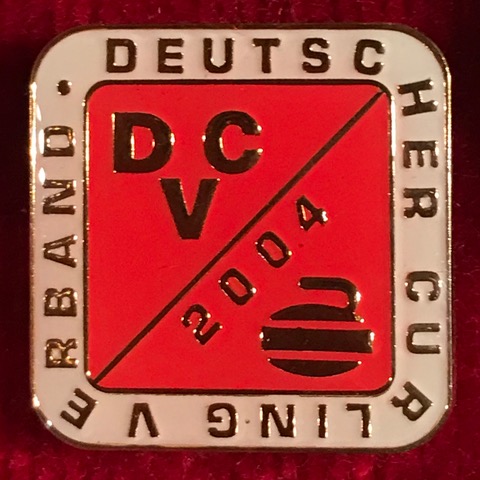 DEUTSCHER CURLING VERBAND
DCV
2004